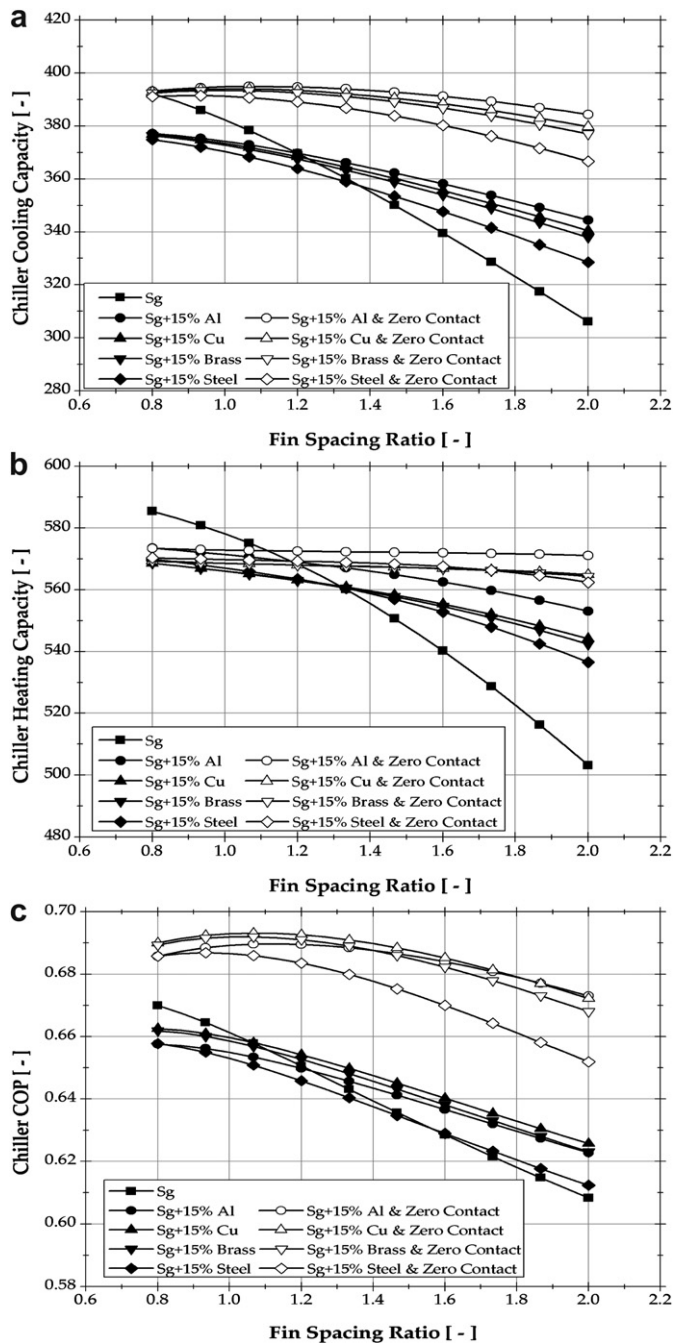 a
420
400
380
360
340
320
300
280
Chiller Cooling Capacity [ - ]
Sg
Sg+15% Al
Sg+15% Cu
Sg+15% Brass
Sg+15% Steel
Sg+15% Al & Zero Contact
Sg+15% Cu & Zero Contact
Sg+15% Brass & Zero Contact
Sg+15% Steel & Zero Contact
0.6 0.8 1.0 1.2 1.4 1.6 1.8 2.0 2.2
Fin Spacing Ratio [ - ]
b
600
580
560
540
520
500
480
Chiller Heating Capacity [ - ]
Sg
Sg+15% Al
Sg+15% Cu
Sg+15% Brass
Sg+15% Steel
Sg+15% Al & Zero Contact
Sg+15% Cu & Zero Contact
Sg+15% Brass & Zero Contact
Sg+15% Steel & Zero Contact
0.6 0.8 1.0 1.2 1.4 1.6 1.8 2.0 2.2
Fin Spacing Ratio [ - ]
c
0.70
0.68
0.66
0.64
0.62
0.60
0.58
Chiller COP [ - ]
Sg
Sg+15% Al
Sg+15% Cu
Sg+15% Brass
Sg+15% Steel
Sg+15% Al & Zero Contact
Sg+15% Cu & Zero Contact
Sg+15% Brass & Zero Contact
Sg+15% Steel & Zero Contact
0.6 0.8 1.0 1.2 1.4 1.6 1.8 2.0 2.2
Fin Spacing Ratio [ - ]